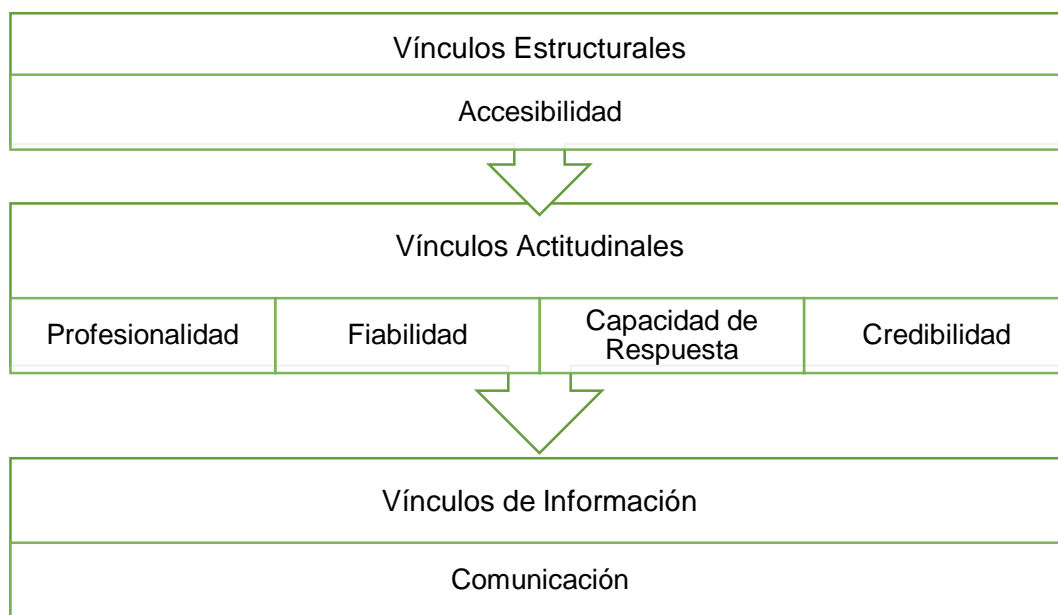 Vínculos Estructurales
Accesibilidad
Vínculos Actitudinales
Profesionalidad
Fiabilidad
Capacidad de
Respuesta
Credibilidad
Vínculos de Información
Comunicación